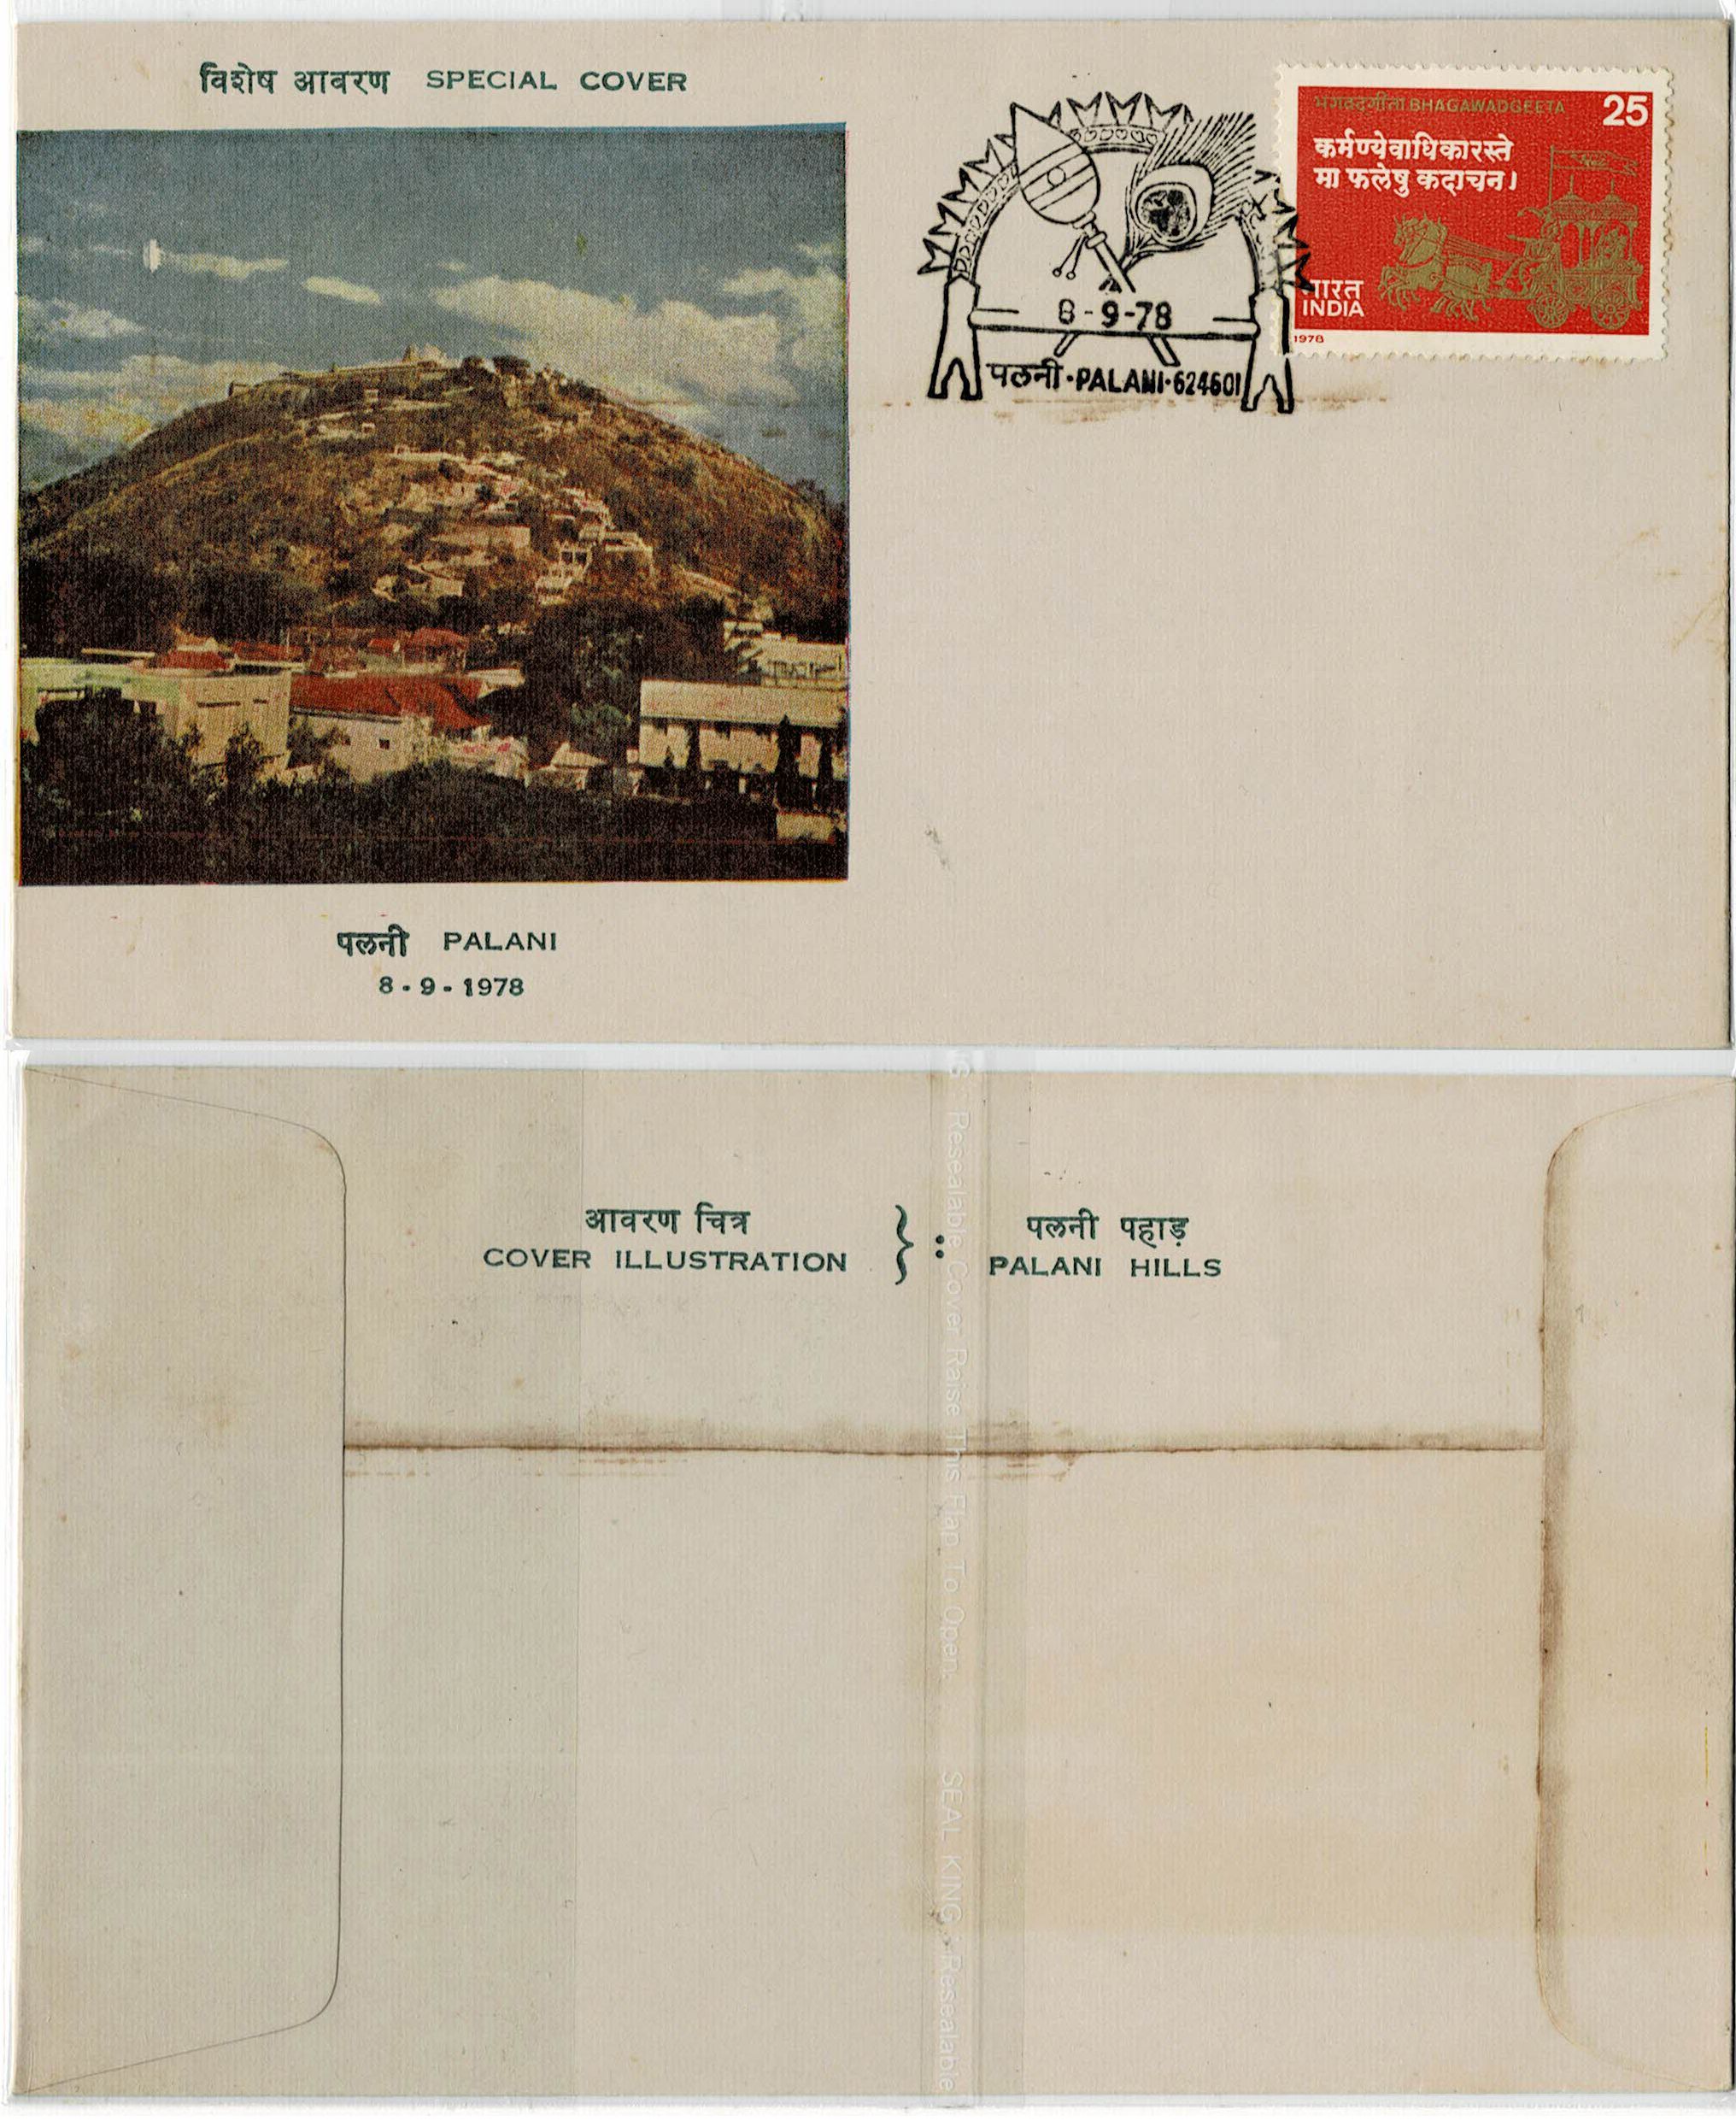 विशेष आवरण SPECIAL COVER
भगवदगीता BHAGAWADGEETA 25
कर्मण्येवाधिकारस्ते
मा फलेषु कदाचन।
भारत
INDIA
1978
8-9-78
पलनी·PALANI·624601
पलनी PALANI
8-9-1978
आवरण चित्र
COVER ILLUSTRATION
} :
पलनी पहाड़
PALANI HILLS
Resealable Cover Raise This Flap To Open. SEAL KING Resealable